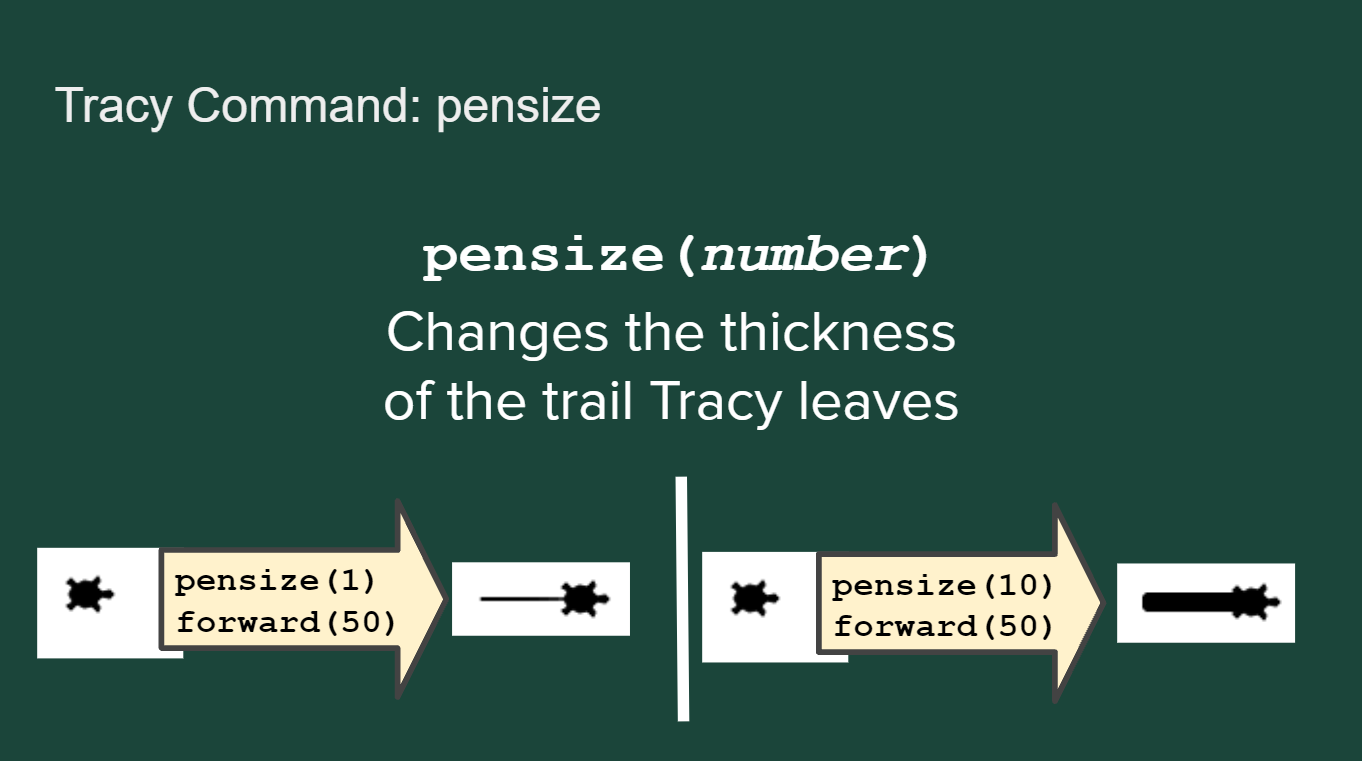 Tracy Command: pensize
pensize(number)
Changes the thickness
of the trail Tracy leaves
pensize(1)
forward(50)
pensize(10)
forward(50)